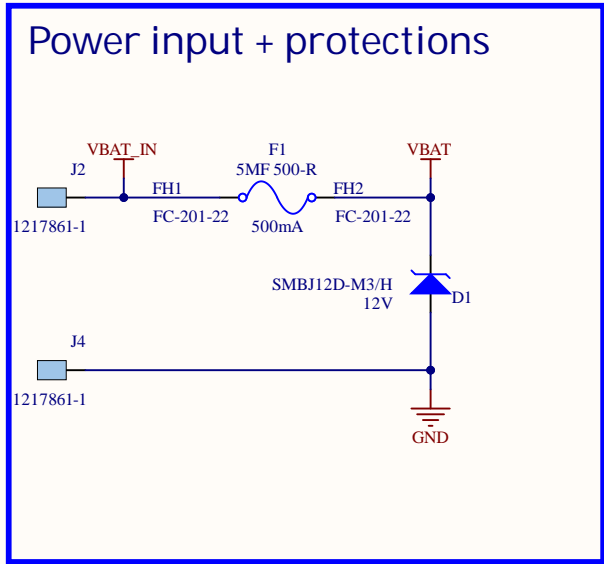 Power input + protections
VBAT_IN
F1
VBAT
J2
5MF 500-R
FH1
FH2
1217861-1
FC-201-22
500mA
FC-201-22
SMBJ12D-M3/H
12V
D1
J4
1217861-1
GND